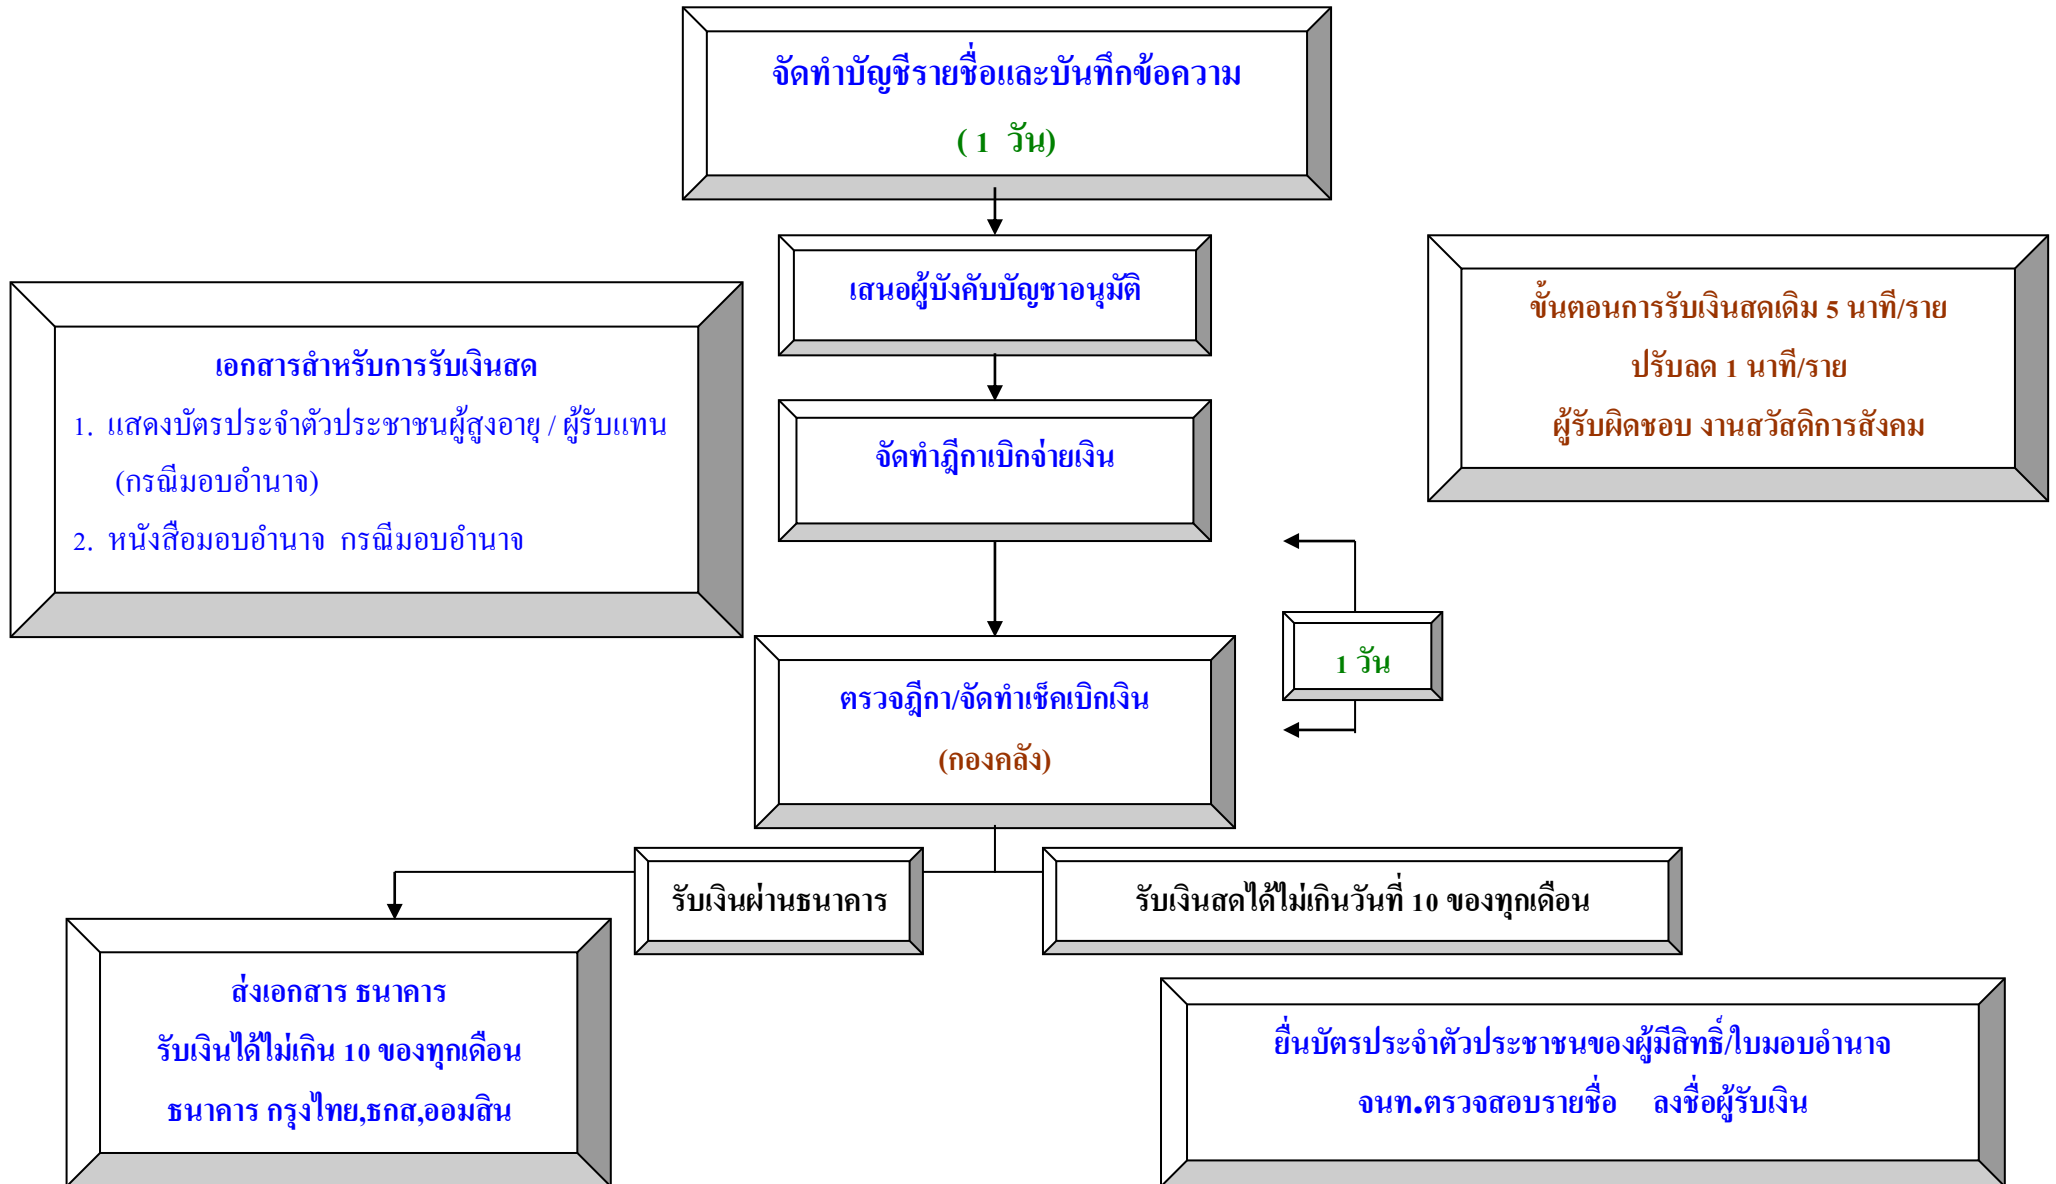 จัดทำบัญชีรายชื่อและบันทึกข้อความ
( 1 วัน)
เสนอผู้บังคับบัญชาอนุมัติ
ขั้นตอนการรับเงินสดเดิม 5 นาที/ราย
ปรับลด 1 นาที/ราย
ผู้รับผิดชอบ งานสวัสดิการสังคม
เอกสารสำหรับการรับเงินสด
1. แสดงบัตรประจำตัวประชาชนผู้สูงอายุ / ผู้รับแทน
(กรณีมอบอำนาจ)
2. หนังสือมอบอำนาจ กรณีมอบอำนาจ
จัดทำฎีกาเบิกจ่ายเงิน
1 วัน
ตรวจฎีกา/จัดทำเช็คเบิกเงิน
(กองคลัง)
รับเงินผ่านธนาคาร
รับเงินสดได้ไม่เกินวันที่ 10 ของทุกเดือน
ส่งเอกสาร ธนาคาร
รับเงินได้ไม่เกิน 10 ของทุกเดือน
ธนาคาร กรุงไทย,ธกส,ออมสิน
ยื่นบัตรประจำตัวประชาชนของผู้มีสิทธิ์/ใบมอบอำนาจ
จนท.ตรวจสอบรายชื่อ ลงชื่อผู้รับเงิน